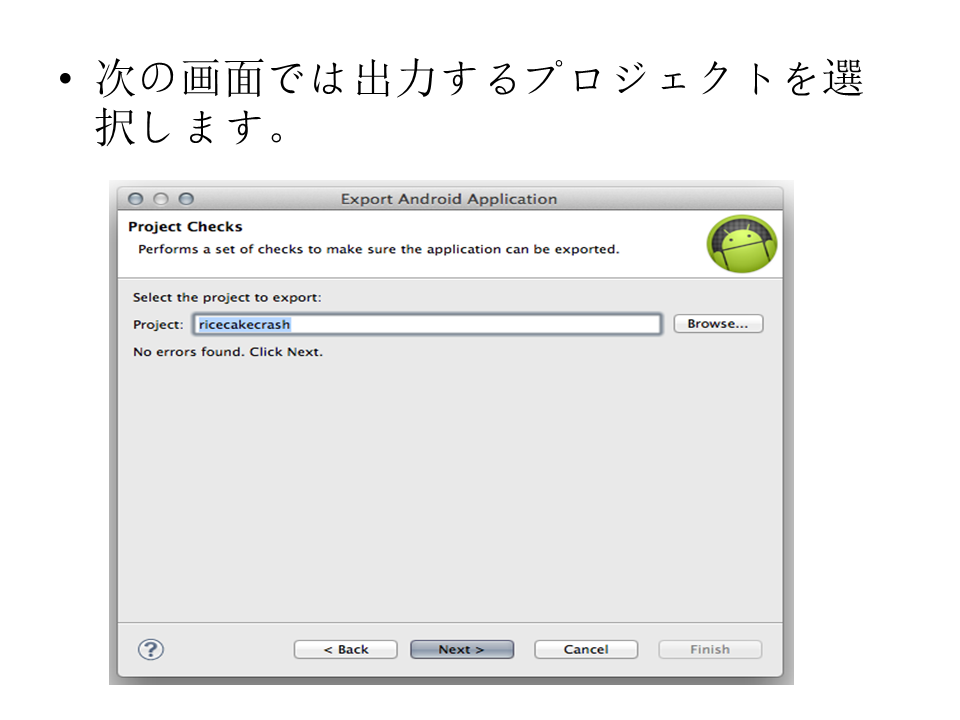 • 次の画面では出力するプロジェクトを選
択します。
Export Android Application
Project Checks
Performs a set of checks to make sure the application can be exported.
Select the project to export:
Project: ricecakecrash Browse...
No errors found. Click Next.
? < Back Next > Cancel Finish